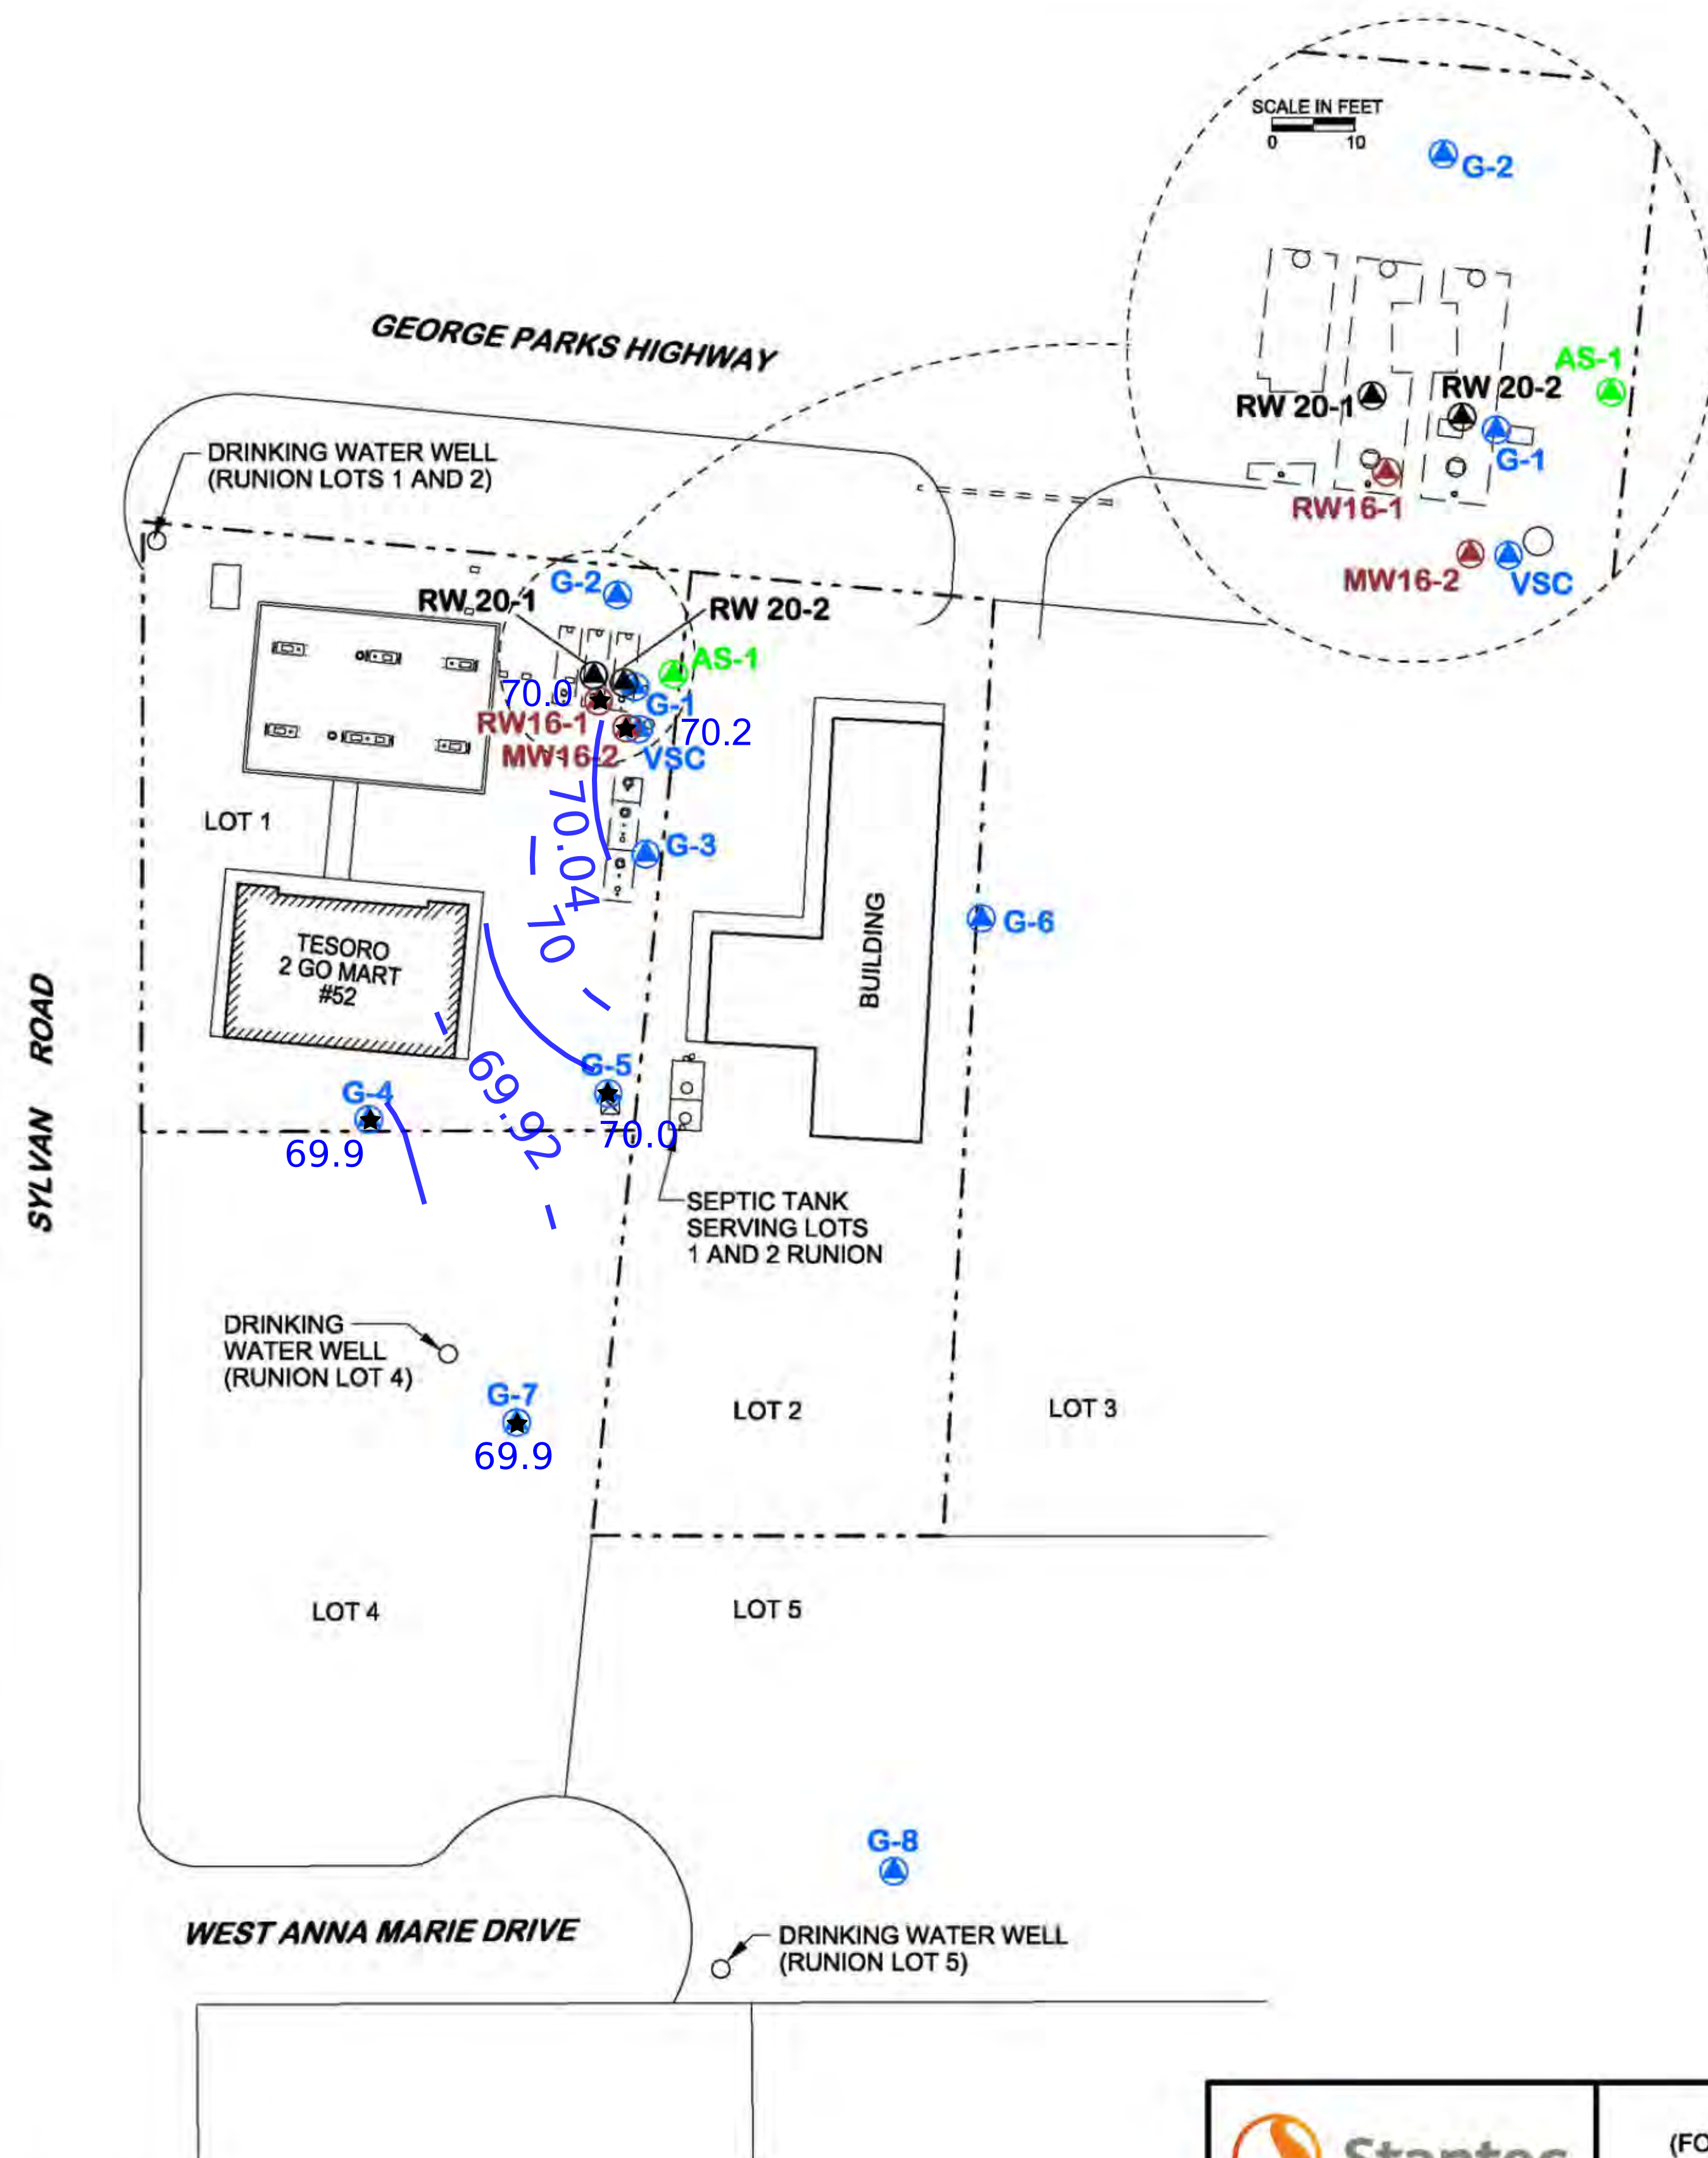 SCALE IN FEET
0 10
G-2
AS-1
RW 20-1
RW 20-2
G-1
RW16-1
MW16-2
VSC
GEORGE PARKS HIGHWAY
DRINKING WATER WELL
(RUNION LOTS 1 AND 2)
G-2
RW 20-1
RW 20-2
AS-1
70.0
G-1
RW16-1
70.2
MW16-2
VSC
70.04
LOT 1
G-3
70
BUILDING
G-6
TESORO
2 GO MART
#52
SYLVAN ROAD
69.92
G-5
G-4
70.0
69.9
SEPTIC TANK
SERVING LOTS
1 AND 2 RUNION
DRINKING
WATER WELL
(RUNION LOT 4)
G-7
69.9
LOT 2
LOT 3
LOT 4
LOT 5
G-8
WEST ANNA MARIE DRIVE
DRINKING WATER WELL
(RUNION LOT 5)
Stantec
(FO